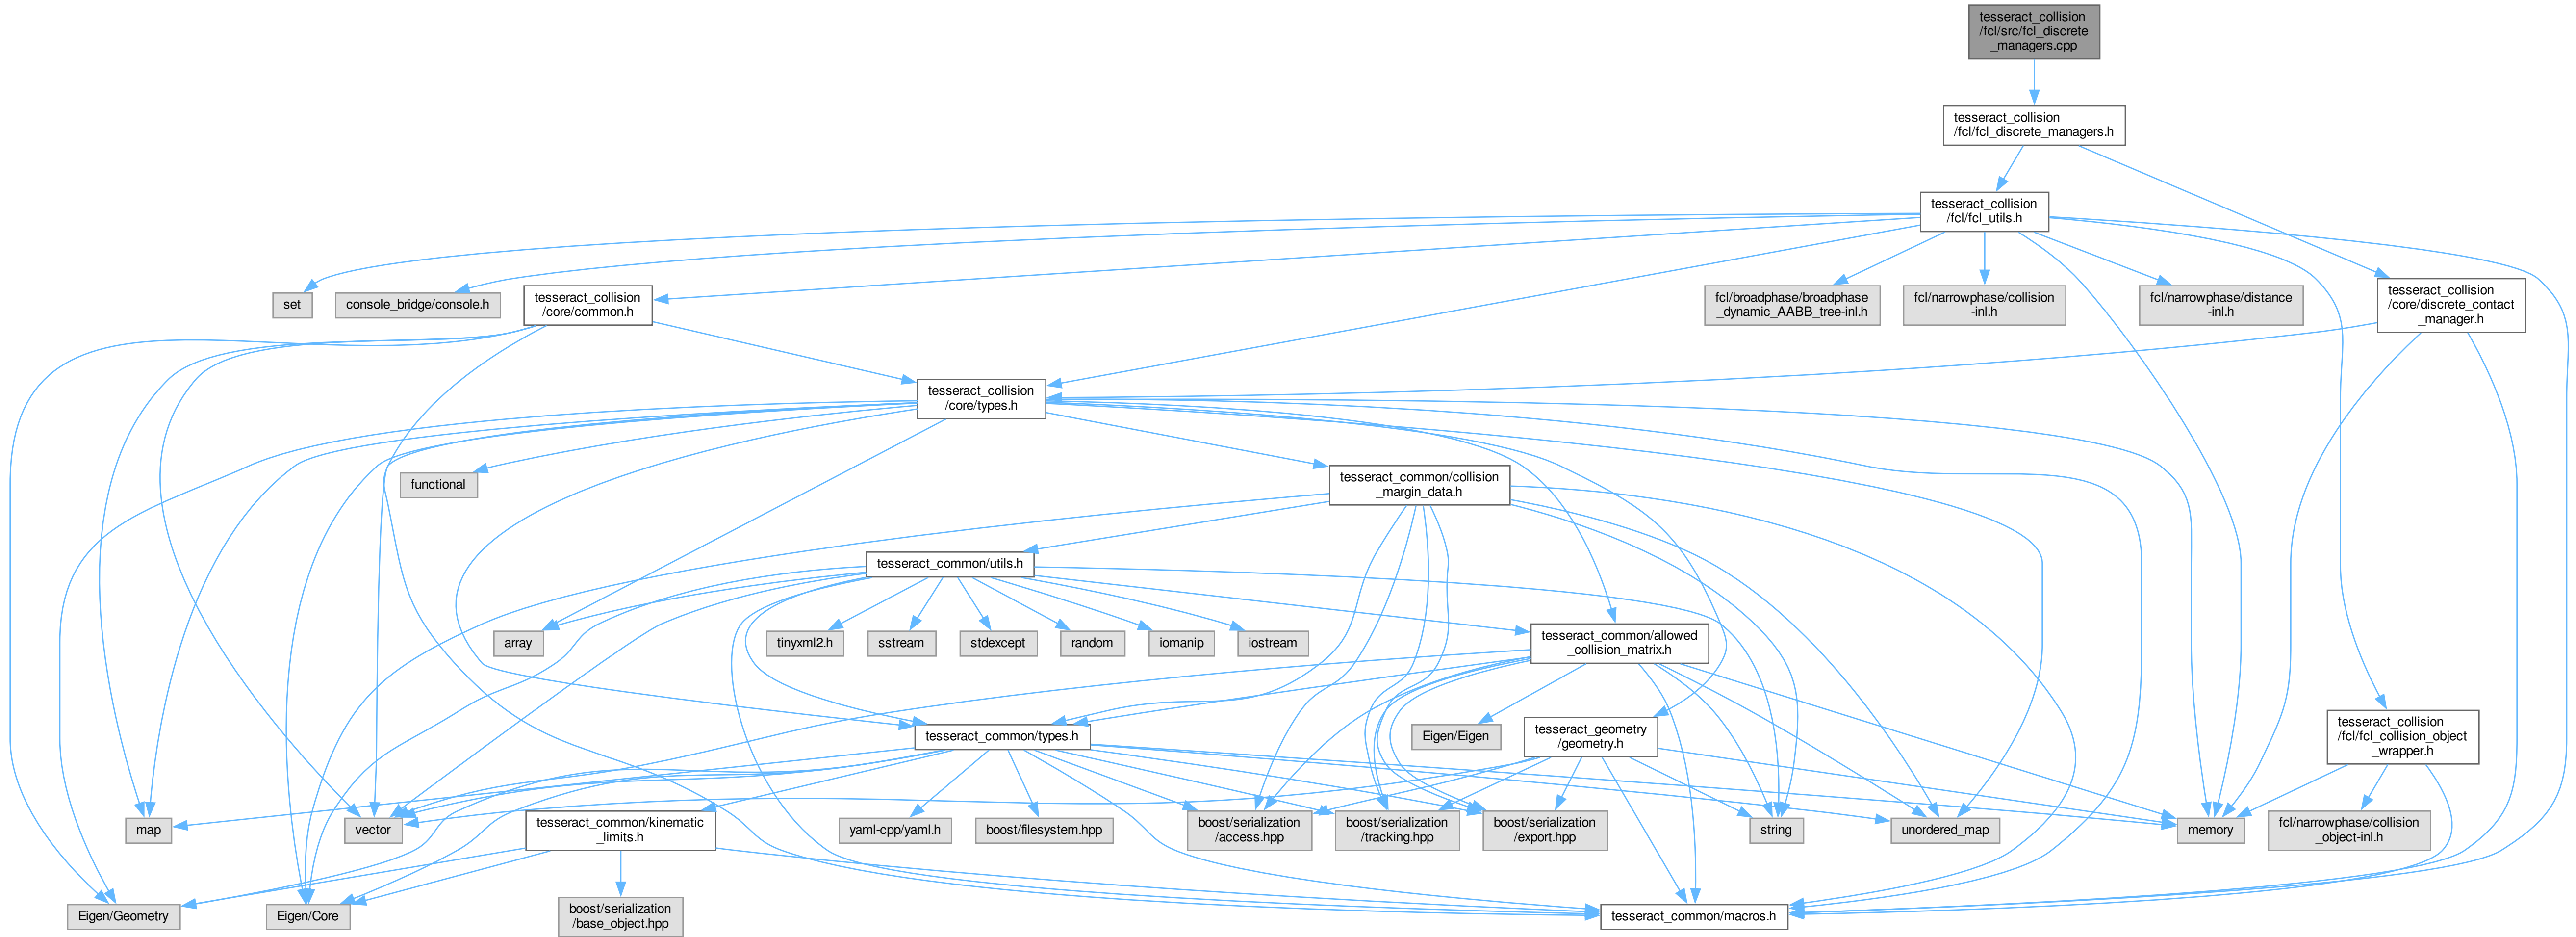 tesseract_collision
/fcl/src/fcl_discrete
_managers.cpp
tesseract_collision
/fcl/fcl_discrete_managers.h
tesseract_collision
/fcl/fcl_utils.h
set
console_bridge/console.h
tesseract_collision
/core/common.h
fcl/broadphase/broadphase
_dynamic_AABB_tree-inl.h
fcl/narrowphase/collision
-inl.h
fcl/narrowphase/distance
-inl.h
tesseract_collision
/core/discrete_contact
_manager.h
tesseract_collision
/core/types.h
functional
tesseract_common/collision
_margin_data.h
tesseract_common/utils.h
array
tinyxml2.h
sstream
stdexcept
random
iomanip
iostream
tesseract_common/allowed
_collision_matrix.h
tesseract_common/types.h
Eigen/Eigen
tesseract_geometry
/geometry.h
tesseract_collision
/fcl/fcl_collision_object
_wrapper.h
map
vector
tesseract_common/kinematic
_limits.h
yaml-cpp/yaml.h
boost/filesystem.hpp
boost/serialization
/access.hpp
boost/serialization
/tracking.hpp
boost/serialization
/export.hpp
string
unordered_map
memory
fcl/narrowphase/collision
_object-inl.h
Eigen/Geometry
Eigen/Core
boost/serialization
/base_object.hpp
tesseract_common/macros.h